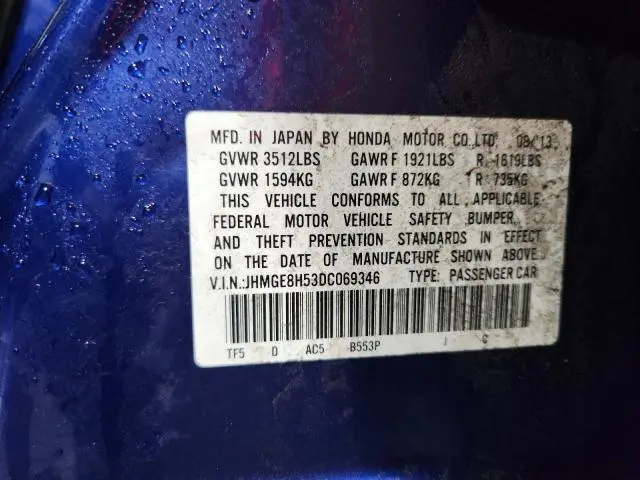 MFD. IN JAPAN BY HONDA MOTOR CO.,LTD. 08/13
GVWR 3512LBS GAWR F 1921LBS R 1619LBS
GVWR 1594KG GAWR F 872KG R 735KG
THIS VEHICLE CONFORMS TO ALL APPLICABLE
FEDERAL MOTOR VEHICLE SAFETY BUMPER,
AND THEFT PREVENTION STANDARDS IN EFFECT
ON THE DATE OF MANUFACTURE SHOWN ABOVE.
V.I.N.:JHMGE8H53DC069346 TYPE: PASSENGER CAR
TF5 D AC5 -B553P J C